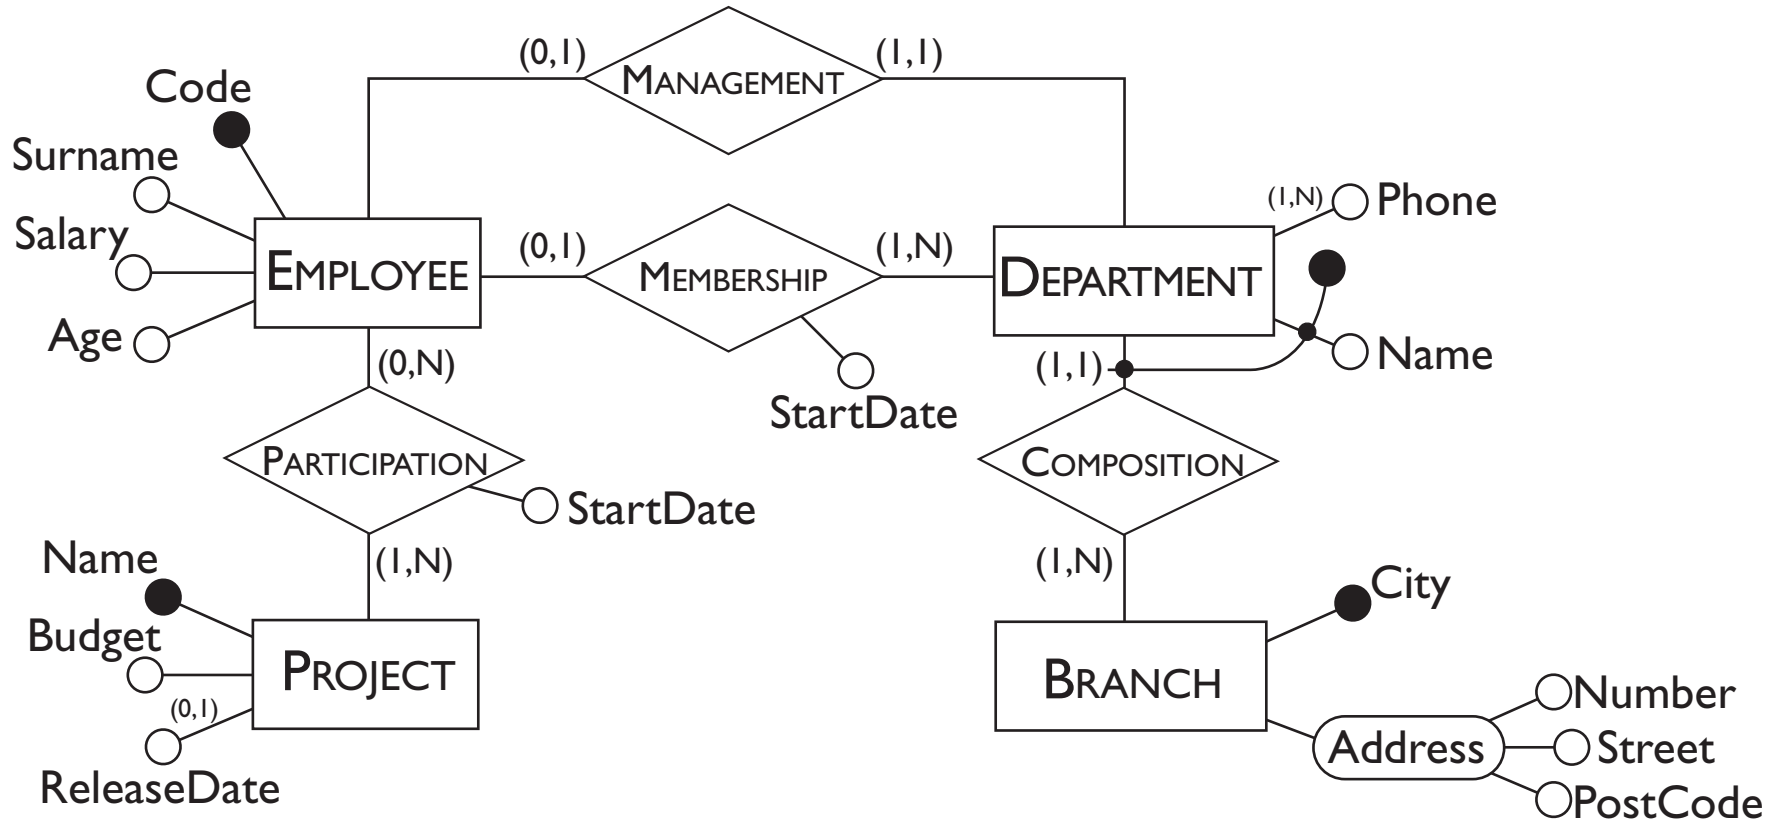 (0,1)
MANAGEMENT
(1,1)
Code
Surname
Salary
Age
EMPLOYEE
(0,1)
MEMBERSHIP
(1,N)
StartDate
DEPARTMENT
(1,N)
Phone
Name
(0,N)
PARTICIPATION
StartDate
(1,N)
(1,1)
COMPOSITION
(1,N)
Name
Budget
(0,1)
ReleaseDate
PROJECT
BRANCH
City
Address
Number
Street
PostCode